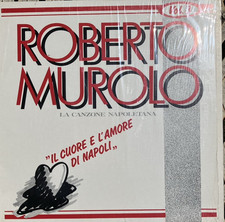 ROBERTO
MUROLO
LA CANZONE NAPOLETANA
"IL CUORE E L'AMORE
DI NAPOLI"